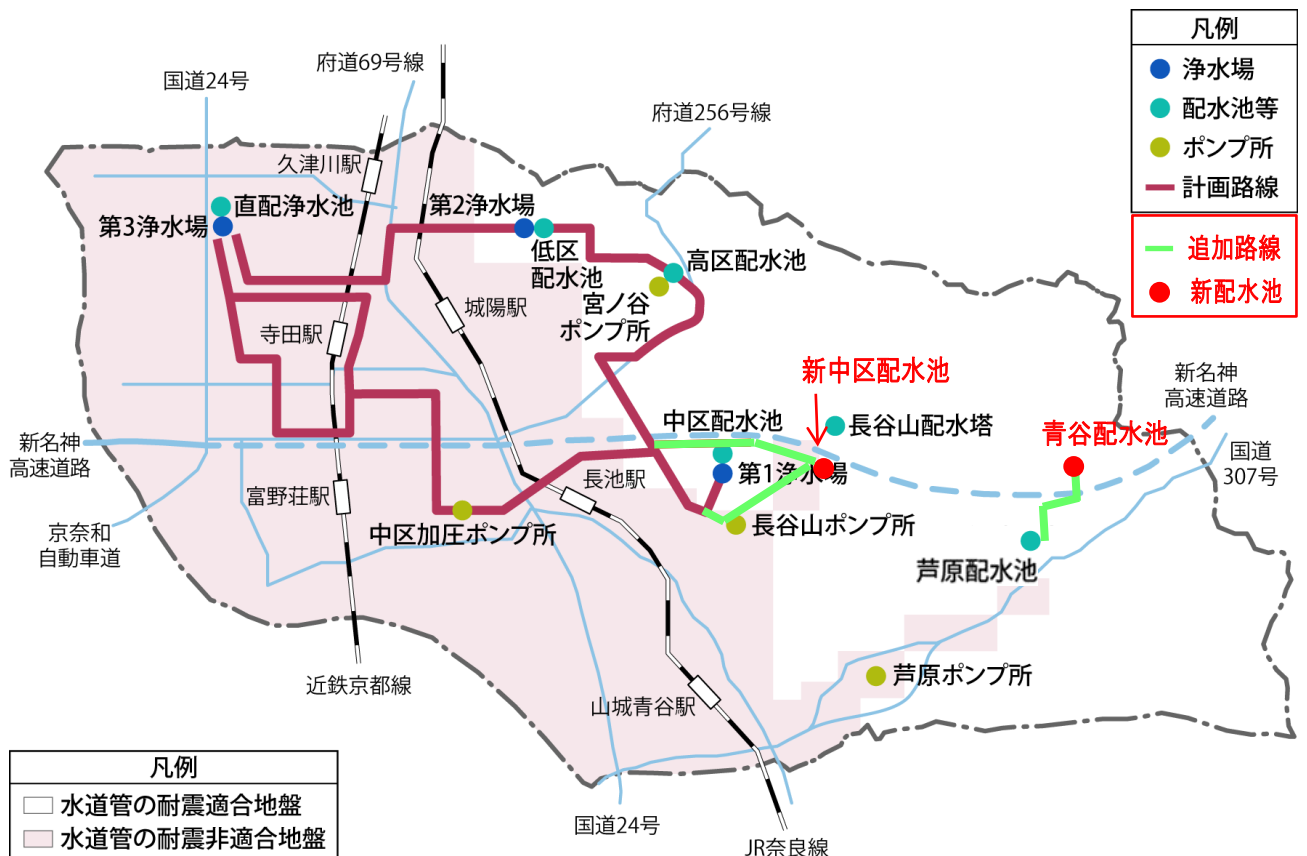 凡例
浄水場
配水池等
ポンプ所
計画路線
追加路線
新配水池
国道24号
府道69号線
府道256号線
久津川駅
直配浄水池
第3浄水場
第2浄水場
低区
配水池
高区配水池
宮ノ谷
ポンプ所
城陽駅
寺田駅
新中区配水池
新名神
高速道路
中区配水池
長谷山配水塔
青谷配水池
新名神
高速道路
国道
307号
第1浄水場
長池駅
富野荘駅
長谷山ポンプ所
中区加圧ポンプ所
京奈和
自動車道
芦原配水池
芦原ポンプ所
近鉄京都線
山城青谷駅
凡例
水道管の耐震適合地盤
水道管の耐震非適合地盤
国道24号
JR奈良線